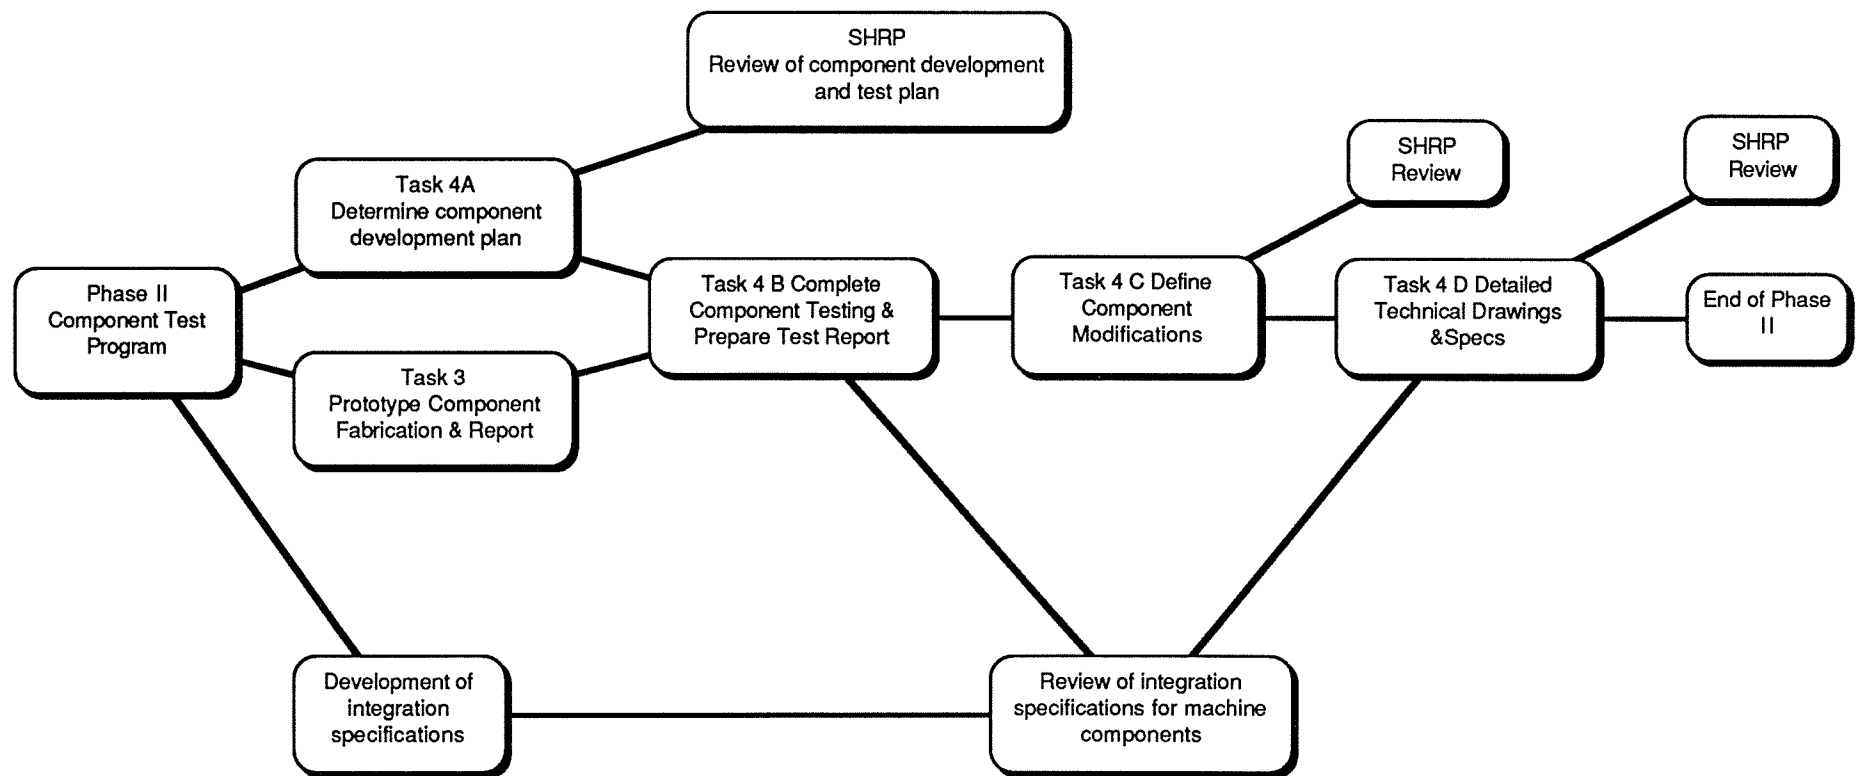 SHRP
Review of component development
and test plan
SHRP
Review
SHRP
Review
Task 4A
Determine component
development plan
Phase II
Component Test
Program
Task 4 B Complete
Component Testing &
Prepare Test Report
Task 4 C Define
Component
Modifications
Task 4 D Detailed
Technical Drawings
&Specs
End of Phase
II
Task 3
Prototype Component
Fabrication & Report
Development of
integration
specifications
Review of integration
specifications for machine
components